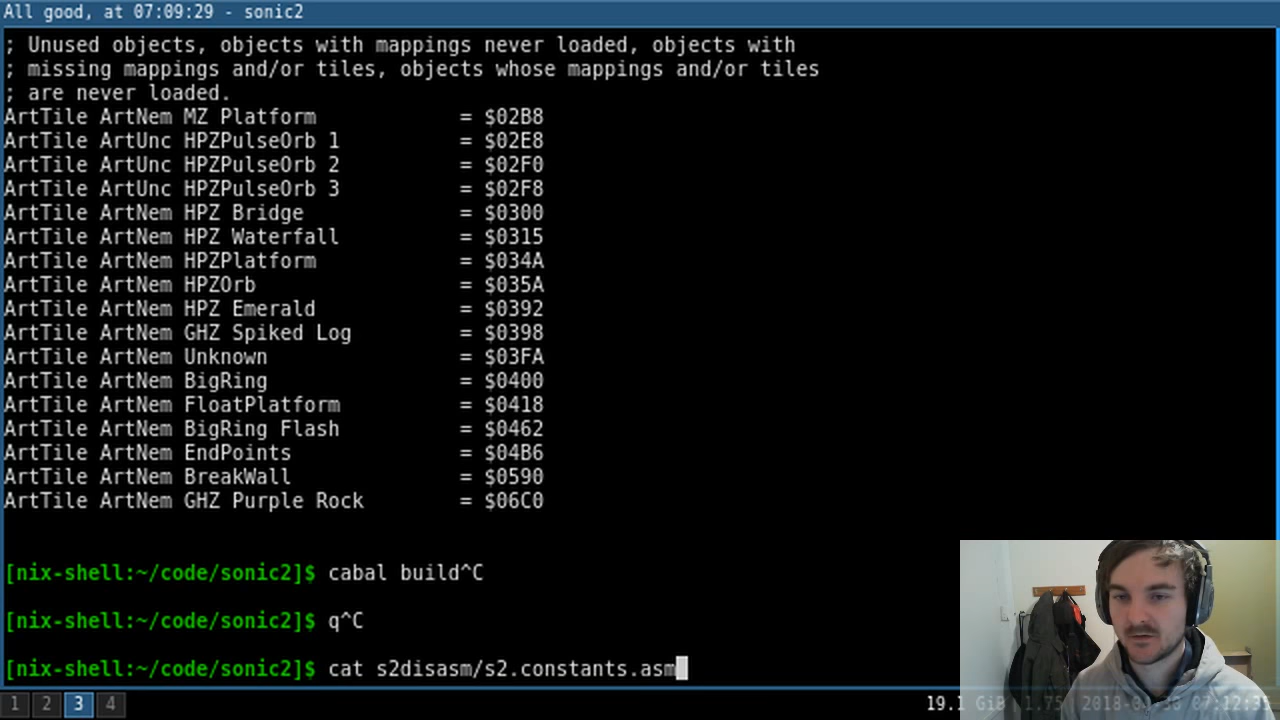 All good, at 07:09:29 - sonic2
; Unused objects, objects with mappings never loaded, objects with
; missing mappings and/or tiles, objects whose mappings and/or tiles
; are never loaded.
ArtTile ArtNem MZ Platform = $02B8
ArtTile ArtUnc HPZPulseOrb 1 = $02E8
ArtTile ArtUnc HPZPulseOrb 2 = $02F0
ArtTile ArtUnc HPZPulseOrb 3 = $02F8
ArtTile ArtNem HPZ Bridge = $0300
ArtTile ArtNem HPZ Waterfall = $0315
ArtTile ArtNem HPZPlatform = $034A
ArtTile ArtNem HPZOrb = $035A
ArtTile ArtNem HPZ Emerald = $0392
ArtTile ArtNem GHZ Spiked Log = $0398
ArtTile ArtNem Unknown = $03FA
ArtTile ArtNem BigRing = $0400
ArtTile ArtNem FloatPlatform = $0418
ArtTile ArtNem BigRing Flash = $0462
ArtTile ArtNem EndPoints = $04B6
ArtTile ArtNem BreakWall = $0590
ArtTile ArtNem GHZ Purple Rock = $06C0
[nix-shell:~/code/sonic2]$ cabal build^C
[nix-shell:~/code/sonic2]$ q^C
[nix-shell:~/code/sonic2]$ cat s2disasm/s2.constants.asm
1 2 3 4 19.1 GiB | 1.75 |